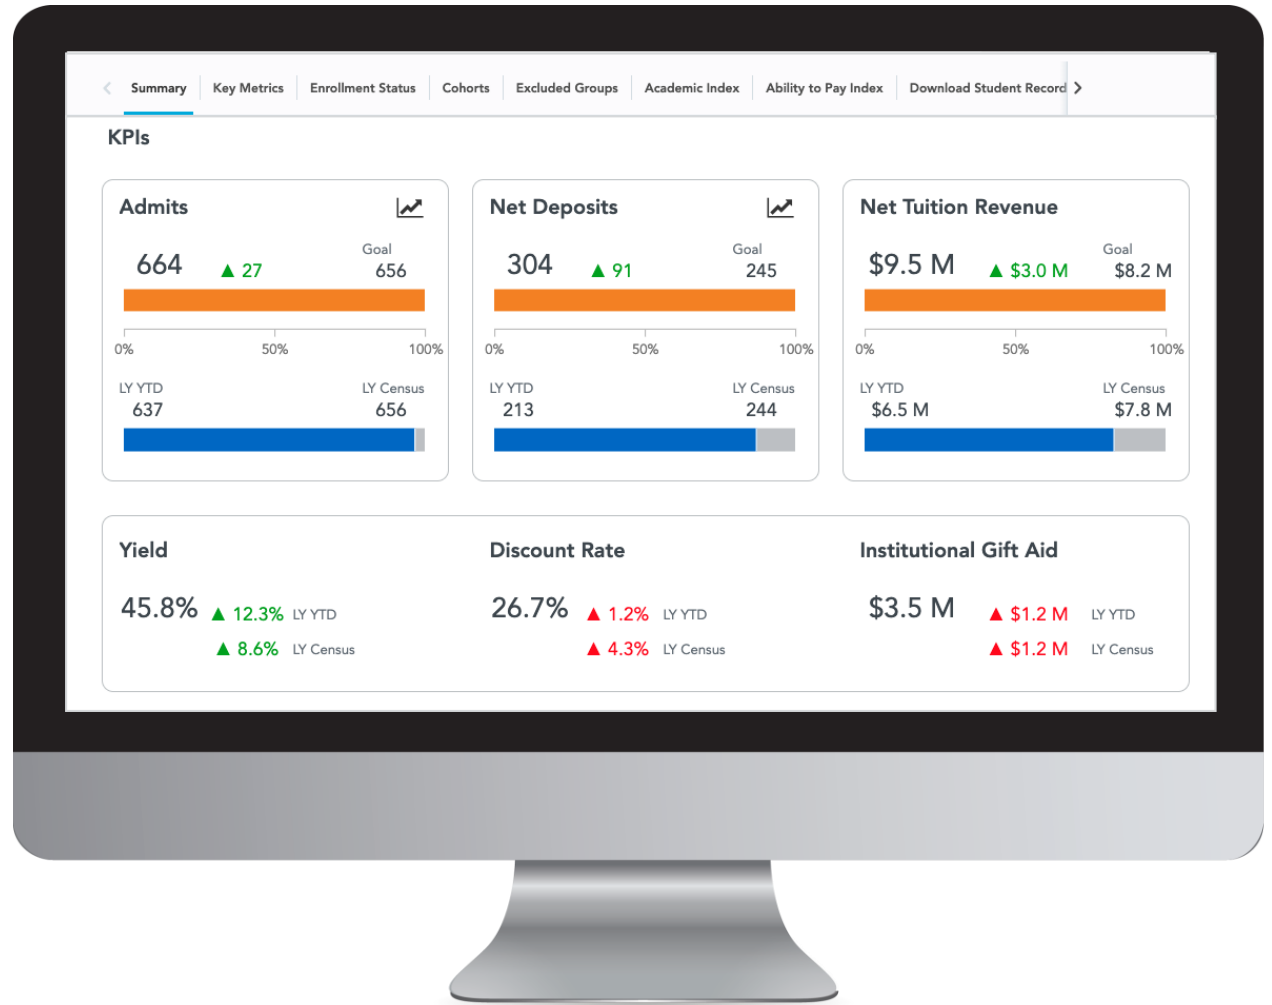 Summary Key Metrics Enrollment Status Cohorts Excluded Groups Academic Index Ability to Pay Index Download Student Record
KPIs
Admits
664 ▲ 27
Goal
656
0% 50% 100%
LY YTD LY Census
637 656
Net Deposits
304 ▲ 91
Goal
245
0% 50% 100%
LY YTD LY Census
213 244
Net Tuition Revenue
$9.5 M ▲ $3.0 M
Goal
$8.2 M
0% 50% 100%
LY YTD LY Census
$6.5 M $7.8 M
Yield
45.8% ▲ 12.3% LY YTD
▲ 8.6% LY Census
Discount Rate
26.7% ▲ 1.2% LY YTD
▲ 4.3% LY Census
Institutional Gift Aid
$3.5 M ▲ $1.2 M LY YTD
▲ $1.2 M LY Census